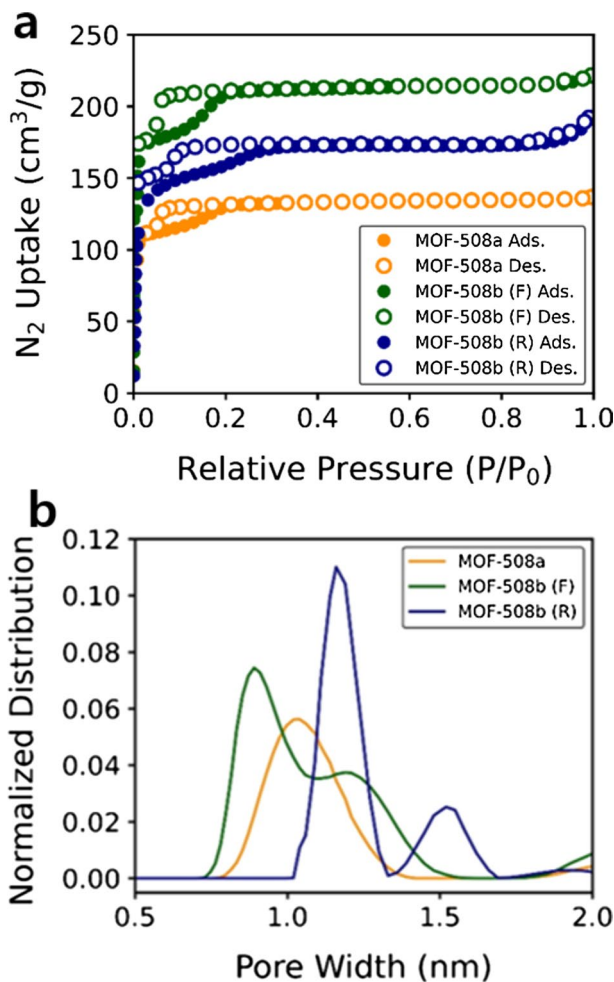 a
250
200
150
100
50
0
N₂ Uptake (cm³/g)
MOF-508a Ads.
MOF-508a Des.
MOF-508b (F) Ads.
MOF-508b (F) Des.
MOF-508b (R) Ads.
MOF-508b (R) Des.
0.0 0.2 0.4 0.6 0.8 1.0
Relative Pressure (P/P₀)
b
0.12
0.10
0.08
0.06
0.04
0.02
0.00
Normalized Distribution
MOF-508a
MOF-508b (F)
MOF-508b (R)
0.5 1.0 1.5 2.0
Pore Width (nm)